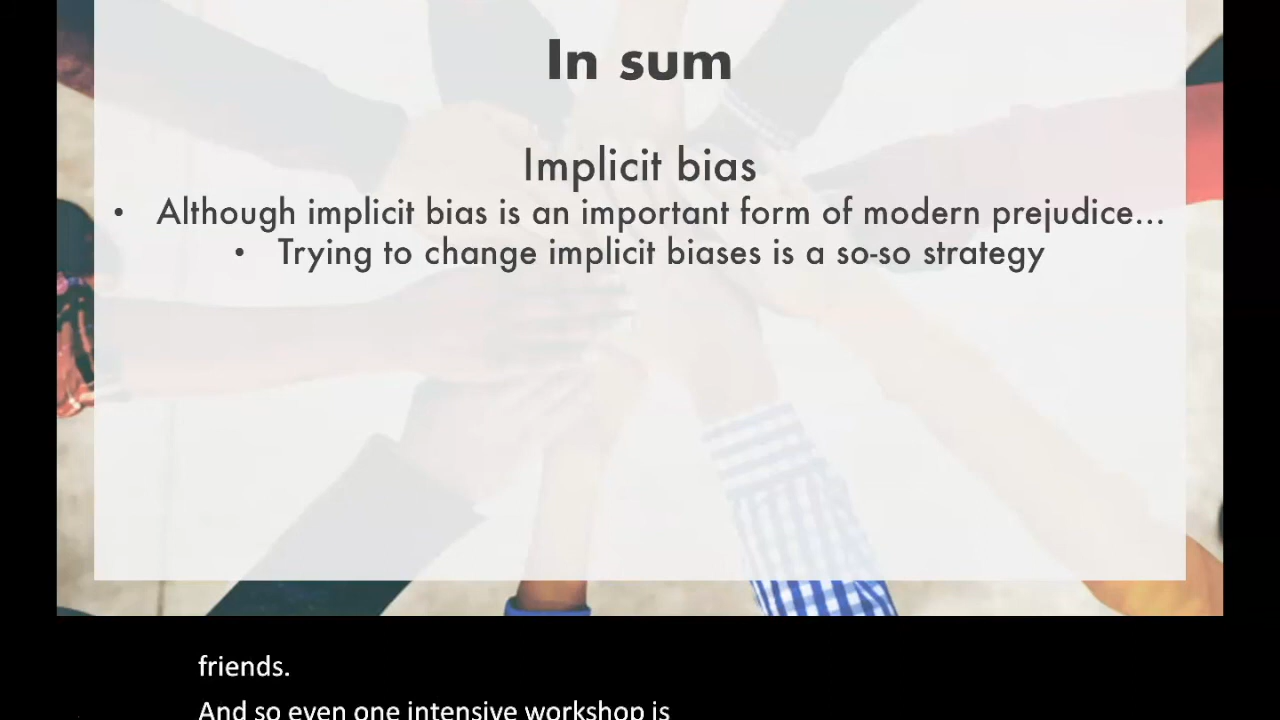 In sum
Implicit bias
• Although implicit bias is an important form of modern prejudice...
• Trying to change implicit biases is a so-so strategy
friends.
And so even one intensive workshop is